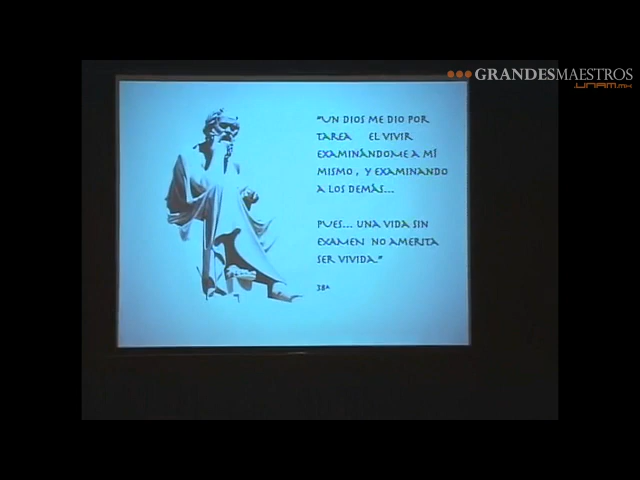 GRANDESMAESTROS
.UNAM.MX
"UN DIOS ME DIO POR
TAREA EL VIVIR
EXAMINÁNDOME A MÍ
MISMO, Y EXAMINANDO
A LOS DEMÁS...
PUES... UNA VIDA SIN
EXAMEN NO AMERITA
SER VIVIDA."
38A